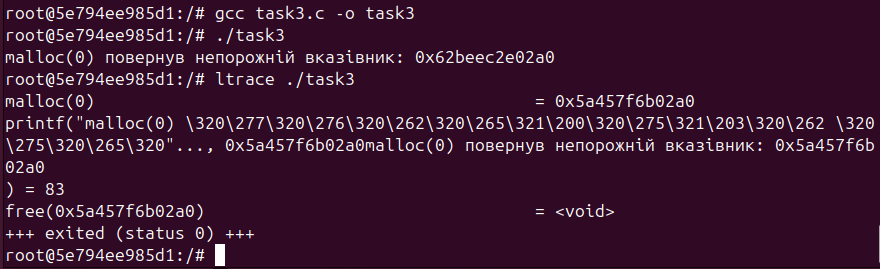 root@5e794ee985d1:/# gcc task3.c -o task3
root@5e794ee985d1:/# ./task3
malloc(0) повернув непорожній вказівник: 0x62beec2e02a0
root@5e794ee985d1:/# ltrace ./task3
malloc(0) = 0x5a457f6b02a0
printf("malloc(0) \320\277\320\276\320\262\320\265\321\200\320\275\321\203\320\262 \320
\275\320\265\320"..., 0x5a457f6b02a0malloc(0) повернув непорожній вказівник: 0x5a457f6b
02a0
) = 83
free(0x5a457f6b02a0) = <void>
+++ exited (status 0) +++
root@5e794ee985d1:/#